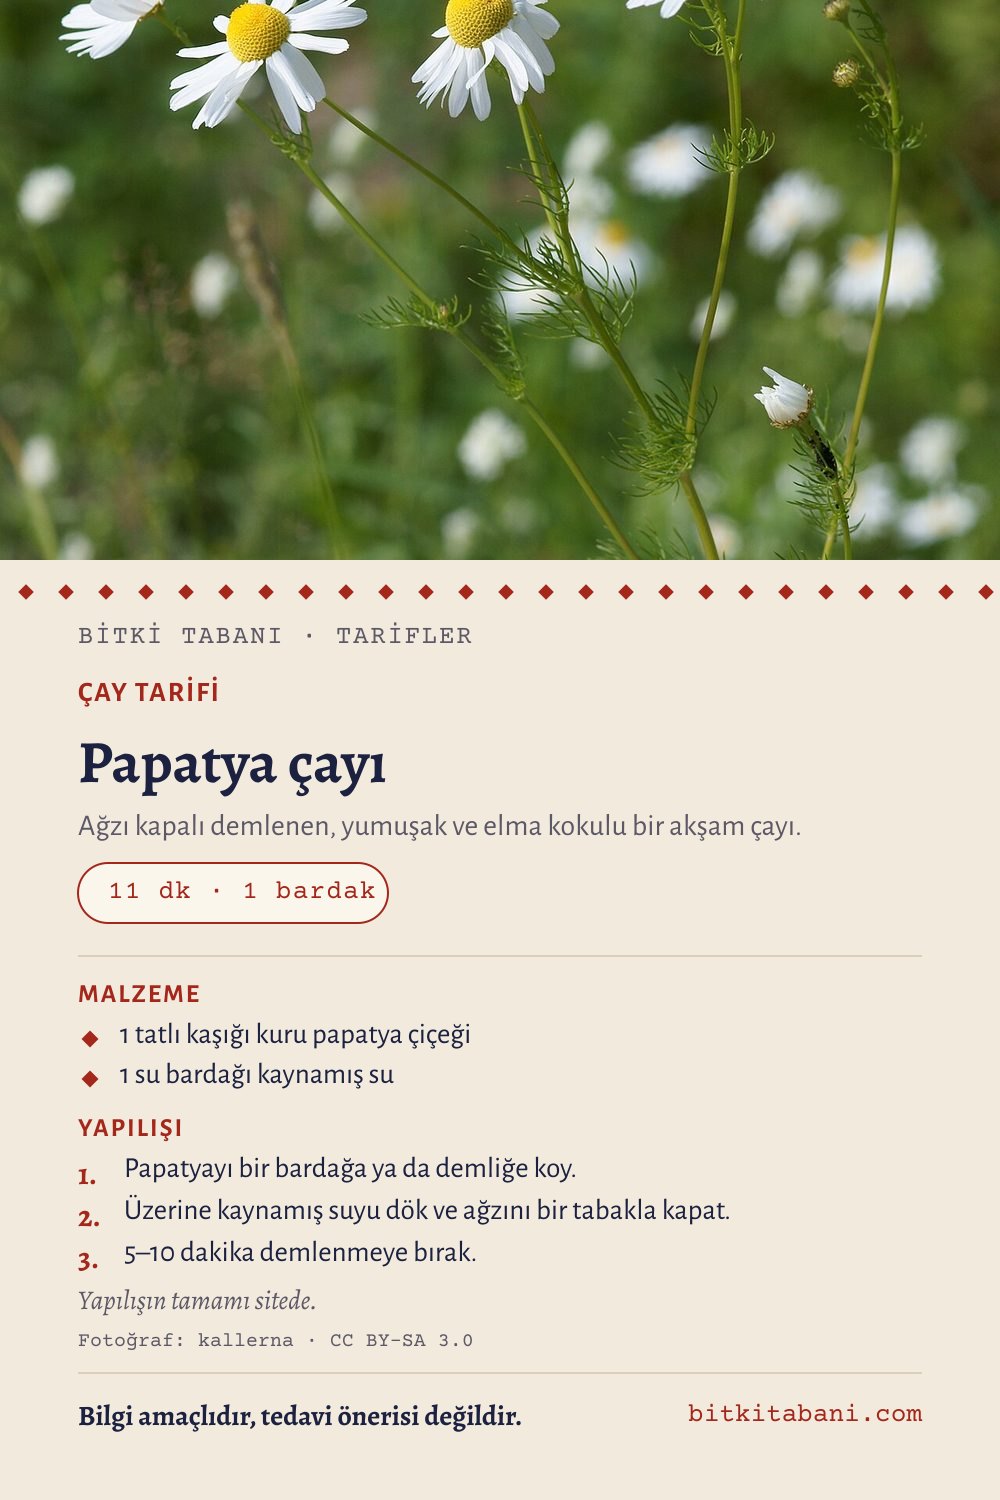 BİTKİ TABANI · TARİFLER
ÇAY TARİFİ
Papatya çayı
Ağzı kapalı demlenen, yumuşak ve elma kokulu bir akşam çayı.
11 dk · 1 bardak
MALZEME
1 tatlı kaşığı kuru papatya çiçeği
1 su bardağı kaynamış su
YAPILIŞI
1. Papatyayı bir bardağa ya da demliğe koy.
2. Üzerine kaynamış suyu dök ve ağzını bir tabakla kapat.
3. 5–10 dakika demlenmeye bırak.
Yapılışın tamamı sitede.
Fotoğraf: kallerna · CC BY-SA 3.0
Bilgi amaçlıdır, tedavi önerisi değildir.
bitkitabani.com